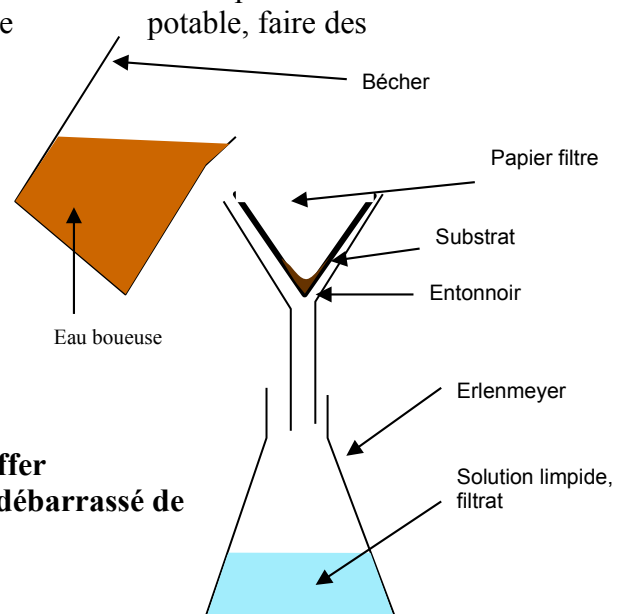 e potable, faire des
Bécher
Papier filtre
Substrat
Entonnoir
Eau boueuse
Erlenmeyer
ffer
débarrassé de
Solution limpide,
filtrat